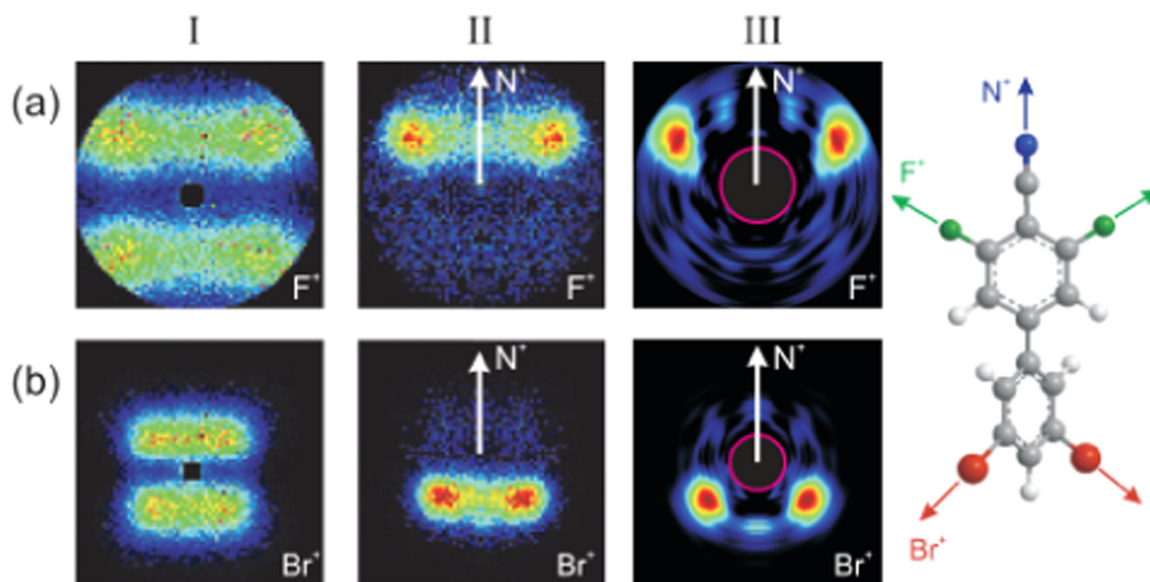 I II III
(a) N⁺ N⁺ N⁺
F⁺
F⁺ F⁺ F⁺
(b) N⁺ N⁺
Br⁺ Br⁺ Br⁺ Br⁺